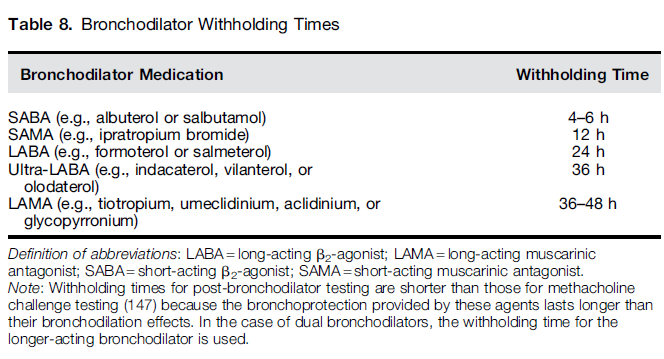 Table 8. Bronchodilator Withholding Times
Bronchodilator Medication Withholding Time
SABA (e.g., albuterol or salbutamol) 4–6 h
SAMA (e.g., ipratropium bromide) 12 h
LABA (e.g., formoterol or salmeterol) 24 h
Ultra-LABA (e.g., indacaterol, vilanterol, or 36 h
olodaterol)
LAMA (e.g., tiotropium, umeclidinium, aclidinium, or 36–48 h
glycopyrronium)
Definition of abbreviations: LABA = long-acting β2-agonist; LAMA = long-acting muscarinic
antagonist; SABA = short-acting β2-agonist; SAMA = short-acting muscarinic antagonist.
Note: Withholding times for post-bronchodilator testing are shorter than those for methacholine
challenge testing (147) because the bronchoprotection provided by these agents lasts longer than
their bronchodilation effects. In the case of dual bronchodilators, the withholding time for the
longer-acting bronchodilator is used.